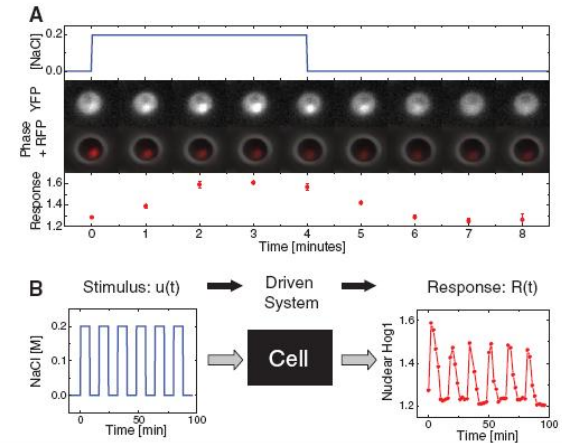 A
[NaCl]
0.2
0.0
YFP
Phase
+ RFP
Response
1.6
1.4
1.2
0 1 2 3 4 5 6 7 8
Time [minutes]
B
Stimulus: u(t)
Driven
System
Response: R(t)
NaCl [M]
0.2
0.1
0.0
0 50 100
Time [min]
Cell
Nuclear Hog1
1.6
1.4
1.2
0 50 100
Time [min]